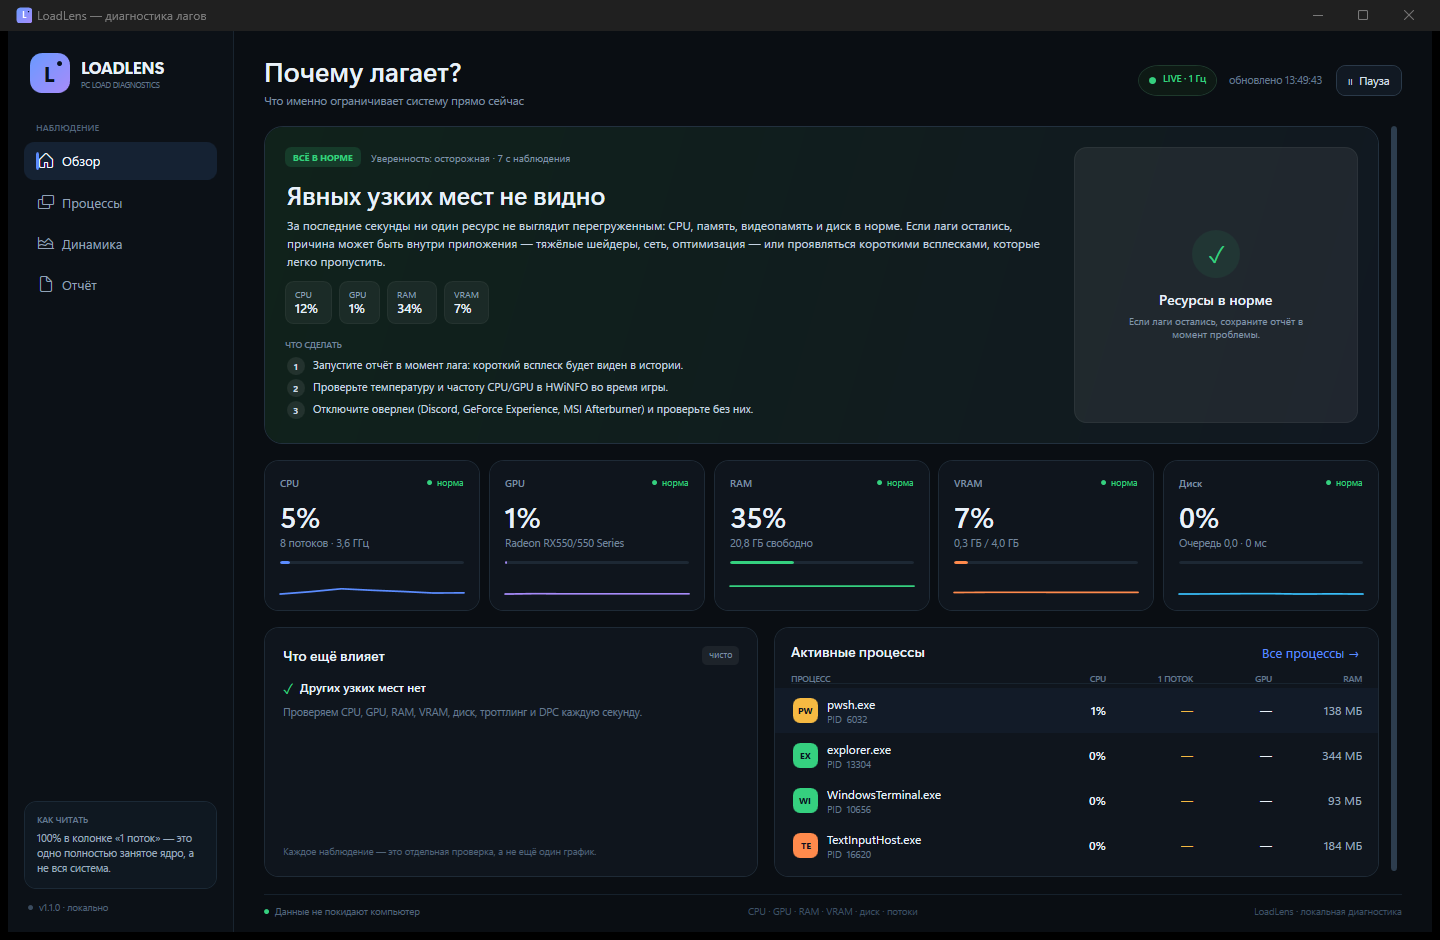 LoadLens — диагностика лагов
L
LOADLENS
PC LOAD DIAGNOSTICS
НАБЛЮДЕНИЕ
Обзор
Процессы
Динамика
Отчёт
КАК ЧИТАТЬ
100% в колонке «1 поток» — это
одно полностью занятое ядро, а
не вся система.
v1.1.0 · локально
Почему лагает?
Что именно ограничивает систему прямо сейчас
LIVE · 1 Гц
обновлено 13:49:43
Пауза
ВСЁ В НОРМЕ
Уверенность: осторожная · 7 с наблюдения
Явных узких мест не видно
За последние секунды ни один ресурс не выглядит перегруженным: CPU, память, видеопамять и диск в норме. Если лаги остались,
причина может быть внутри приложения — тяжёлые шейдеры, сеть, оптимизация — или проявляться короткими всплесками, которые
легко пропустить.
CPU GPU RAM VRAM
12% 1% 34% 7%
ЧТО СДЕЛАТЬ
1 Запустите отчёт в момент лага: короткий всплеск будет виден в истории.
2 Проверьте температуру и частоту CPU/GPU в HWiNFO во время игры.
3 Отключите оверлеи (Discord, GeForce Experience, MSI Afterburner) и проверьте без них.
Ресурсы в норме
Если лаги остались, сохраните отчёт в
момент проблемы.
CPU норма
5%
8 потоков · 3,6 ГГц
GPU норма
1%
Radeon RX550/550 Series
RAM норма
35%
20,8 ГБ свободно
VRAM норма
7%
0,3 ГБ / 4,0 ГБ
Диск норма
0%
Очередь 0,0 · 0 мс
Что ещё влияет
чисто
Других узких мест нет
Проверяем CPU, GPU, RAM, VRAM, диск, троттлинг и DPC каждую секунду.
Каждое наблюдение — это отдельная проверка, а не ещё один график.
Активные процессы
Все процессы →
ПРОЦЕСС CPU 1 ПОТОК GPU RAM
PW pwsh.exe 1% — — 138 МБ
PID 6032
EX explorer.exe 0% — — 344 МБ
PID 13304
WI WindowsTerminal.exe 0% — — 93 МБ
PID 10656
TE TextInputHost.exe 0% — — 184 МБ
PID 16620
Данные не покидают компьютер
CPU · GPU · RAM · VRAM · диск · потоки
LoadLens · локальная диагностика